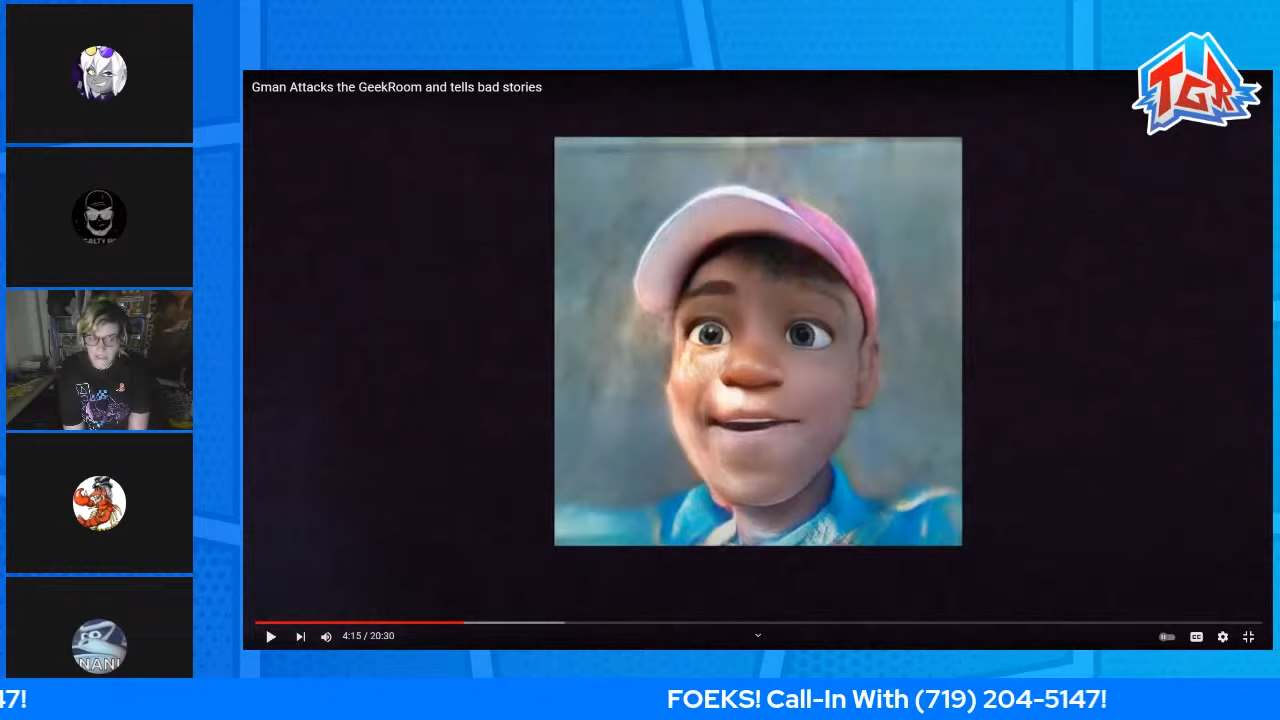 Gman Attacks the GeekRoom and tells bad stories
TGR
NANI
4:15 / 20:30
CC
47!
FOEKS! Call-In With (719) 204-5147!